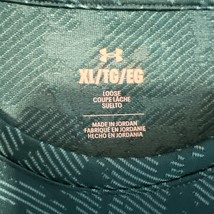 XL/TG/EG
LOOSE
COUPE LÂCHE
SUELTO
MADE IN JORDAN
FABRIQUÉ EN JORDANIE
HECHO EN JORDANIA